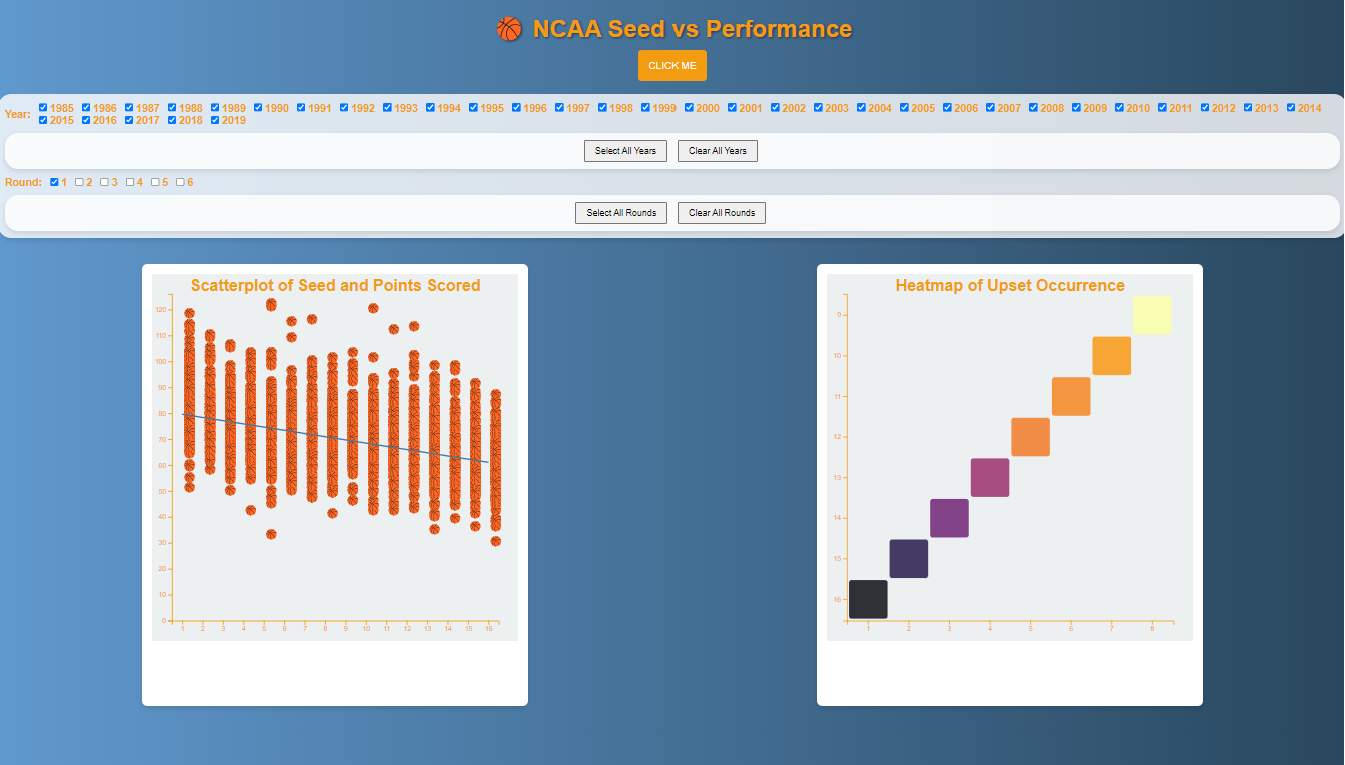 NCAA Seed vs Performance
CLICK ME
Year: 1985 1986 1987 1988 1989 1990 1991 1992 1993 1994 1995 1996 1997 1998 1999 2000 2001 2002 2003 2004 2005 2006 2007 2008 2009 2010 2011 2012 2013 2014
2015 2016 2017 2018 2019
Select All Years Clear All Years
Round: 1 2 3 4 5 6
Select All Rounds Clear All Rounds
Scatterplot of Seed and Points Scored
120
110
100
90
80
70
60
50
40
30
20
10
0
1 2 3 4 5 6 7 8 9 10 11 12 13 14 15 16
Heatmap of Upset Occurrence
9
10
11
12
13
14
15
16
1 2 3 4 5 6 7 8